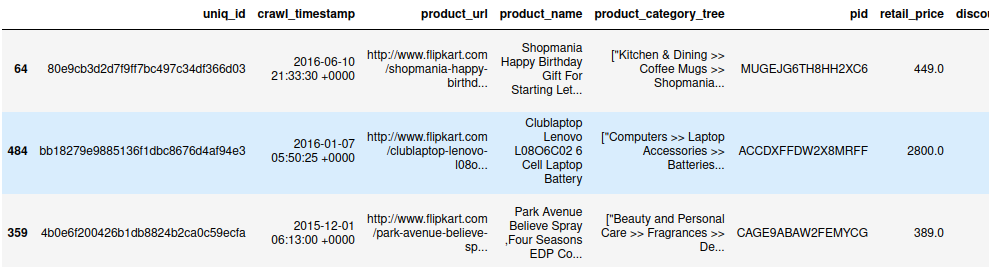 uniq_id crawl_timestamp product_url product_name product_category_tree pid retail_price discou
64 80e9cb3d2d7f9ff7bc497c34df366d03 2016-06-10 21:33:30 +0000 http://www.flipkart.com/shopmania-happy-birthd... Shopmania Happy Birthday Gift For Starting Let... ["Kitchen & Dining >> Coffee Mugs >> Shopmania... MUGEJG6TH8HH2XC6 449.0
484 bb18279e9885136f1dbc8676d4af94e3 2016-01-07 05:50:25 +0000 http://www.flipkart.com/clublaptop-lenovo-l08o... Clublaptop Lenovo L08O6C02 6 Cell Laptop Battery ["Computers >> Laptop Accessories >> Batteries... ACCDXFFDW2X8MRFF 2800.0
359 4b0e6f200426b1db8824b2ca0c59ecfa 2015-12-01 06:13:00 +0000 http://www.flipkart.com/park-avenue-believe-sp... Park Avenue Believe Spray ,Four Seasons EDP Co... ["Beauty and Personal Care >> Fragrances >> De... CAGE9ABAW2FEMYCG 389.0